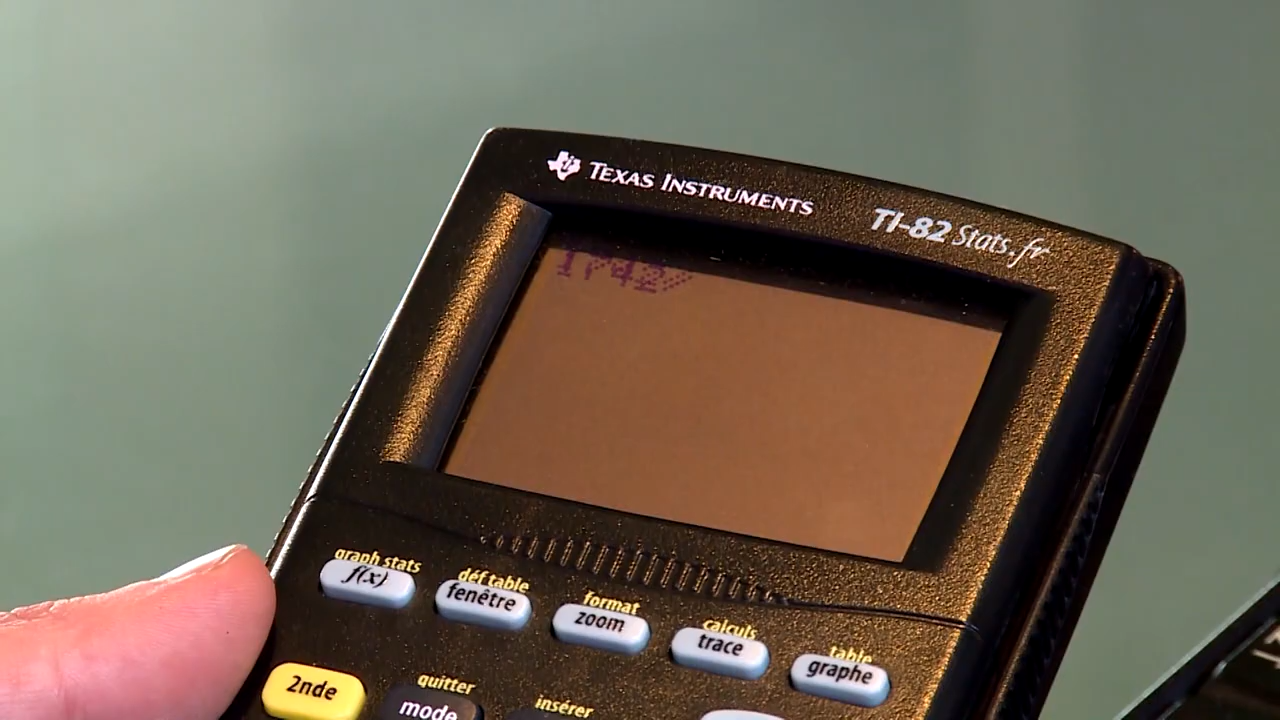 TEXAS INSTRUMENTS
TI-82 Stats.fr
graph stats
f(x)
déf table
fenêtre
format
zoom
calculs
trace
table
graphe
2nde
quitter
mode
insérer